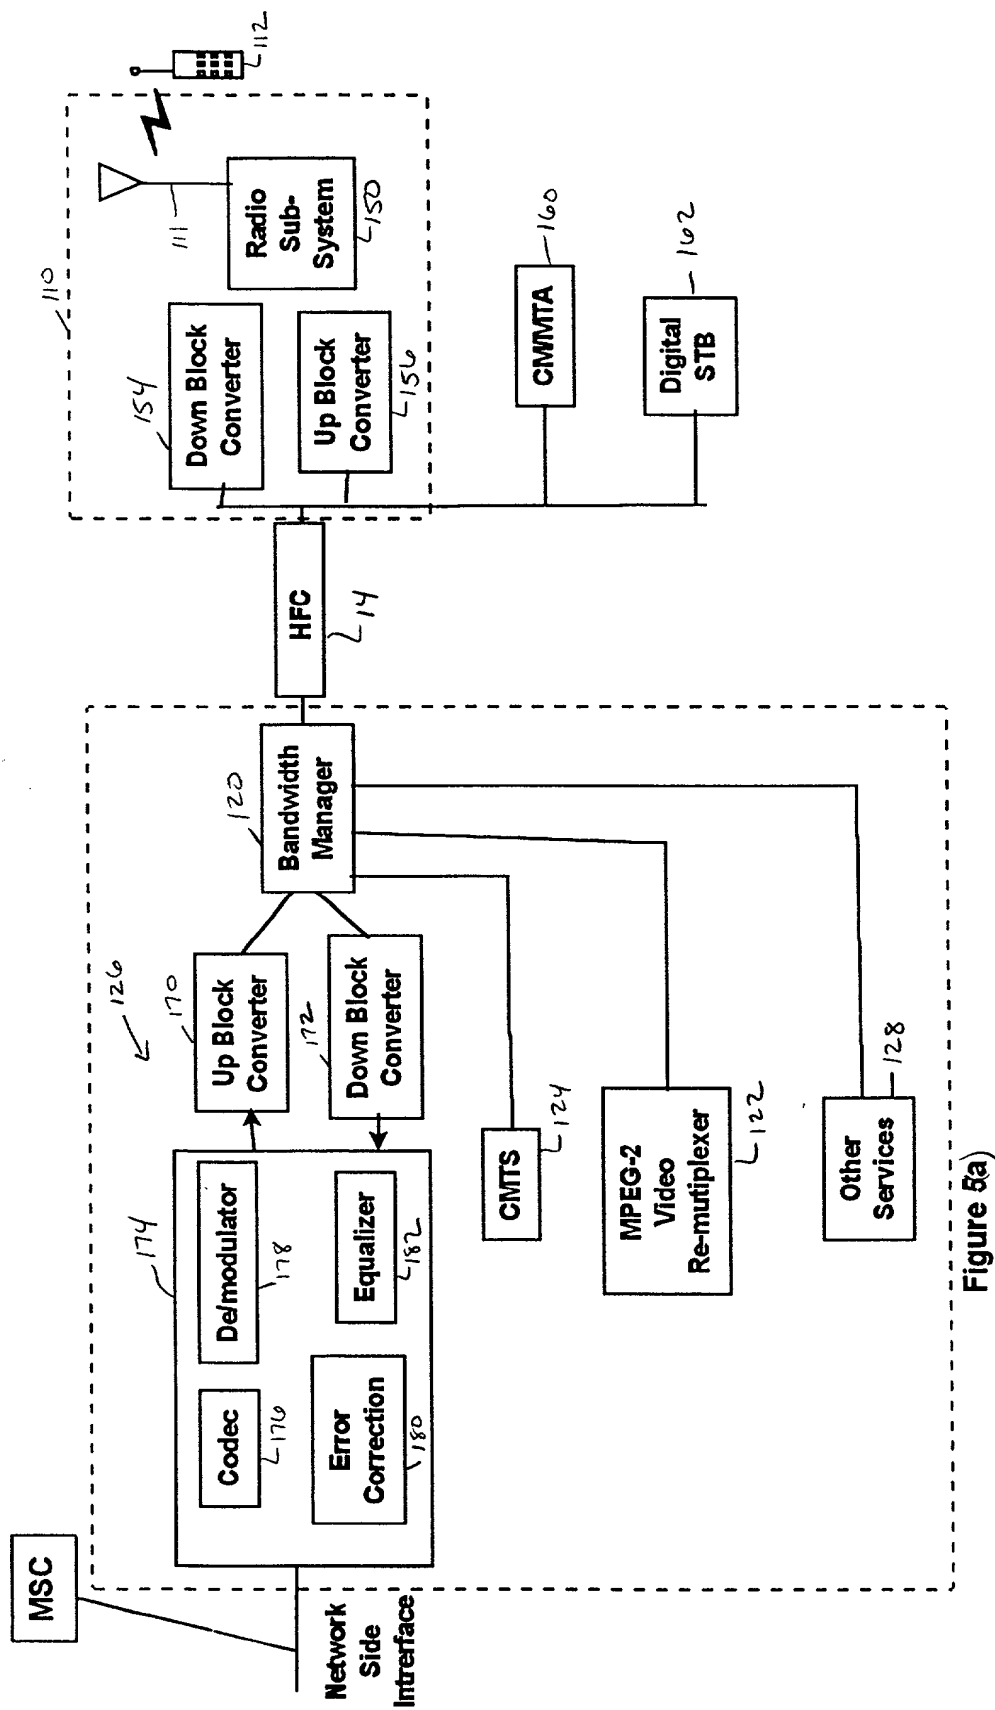 MSC
Network
Side
Intrerface
174
Codec
176
De/modulator
178
Error
Correction
180
Equalizer
182
126
170
Up Block
Converter
172
Down Block
Converter
120
Bandwidth
Manager
CMTS
124
MPEG-2
Video
Re-mutiplexer
122
Other
Services
128
HFC
14
110
154
Down Block
Converter
Up Block
Converter
156
111
Radio
Sub-
System
150
112
CM/MTA
160
Digital
STB
162
Figure 5a)